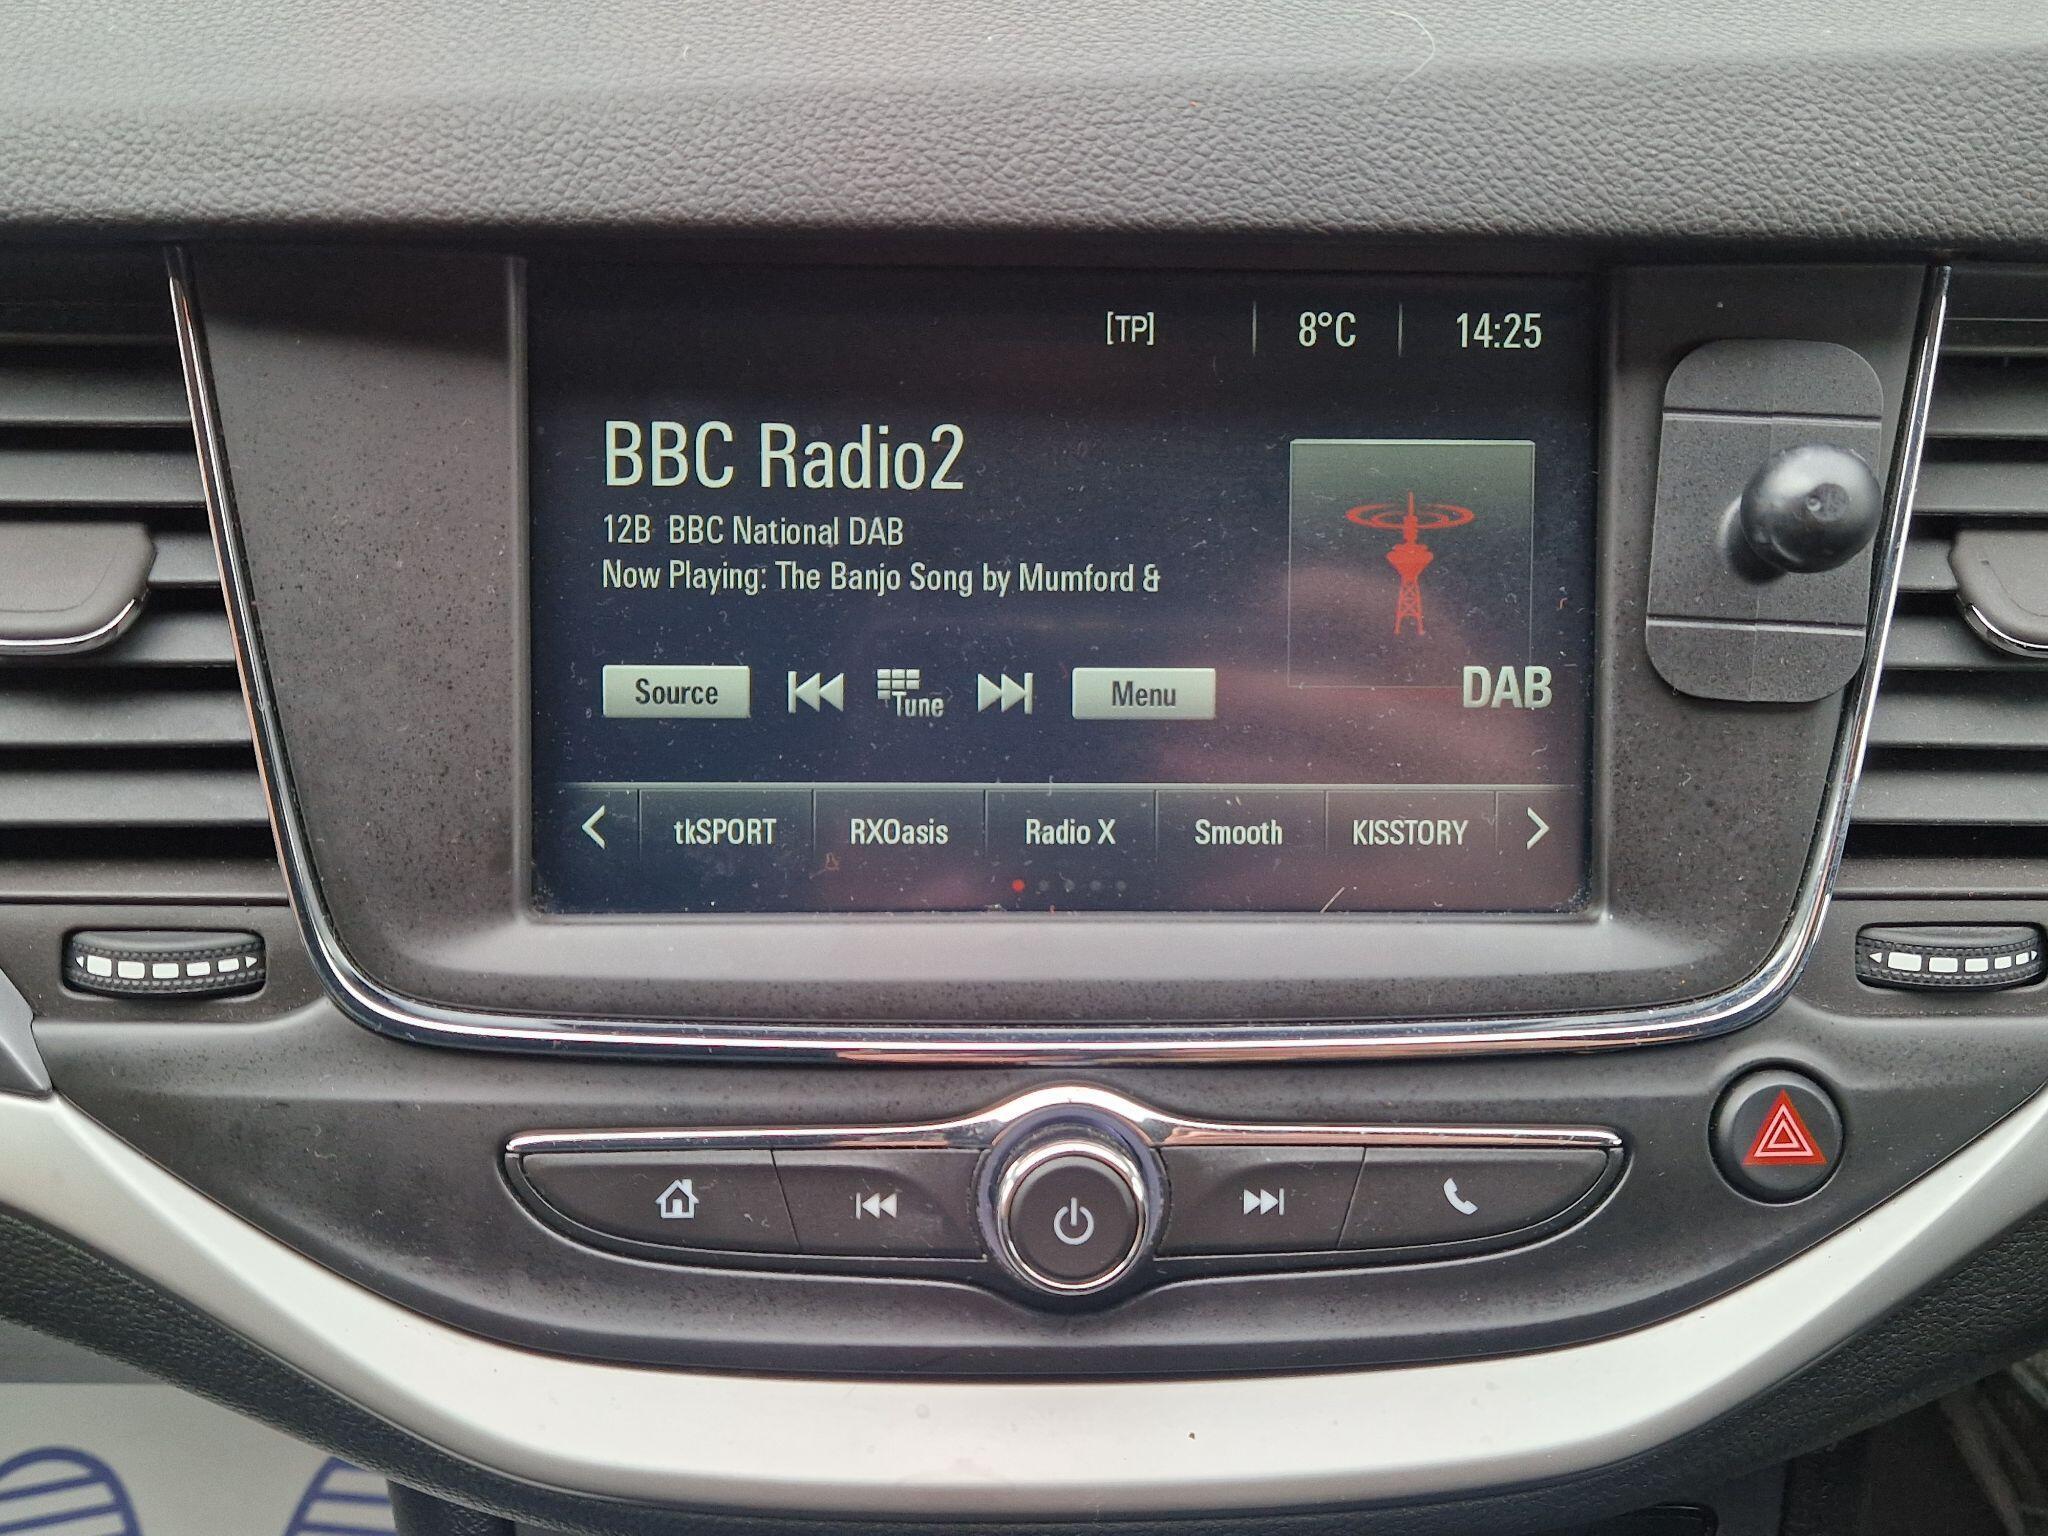 [TP] 8°C 14:25
BBC Radio2
12B BBC National DAB
Now Playing: The Banjo Song by Mumford &
Source Tune Menu
DAB
tkSPORT RXOasis Radio X Smooth KISSTORY